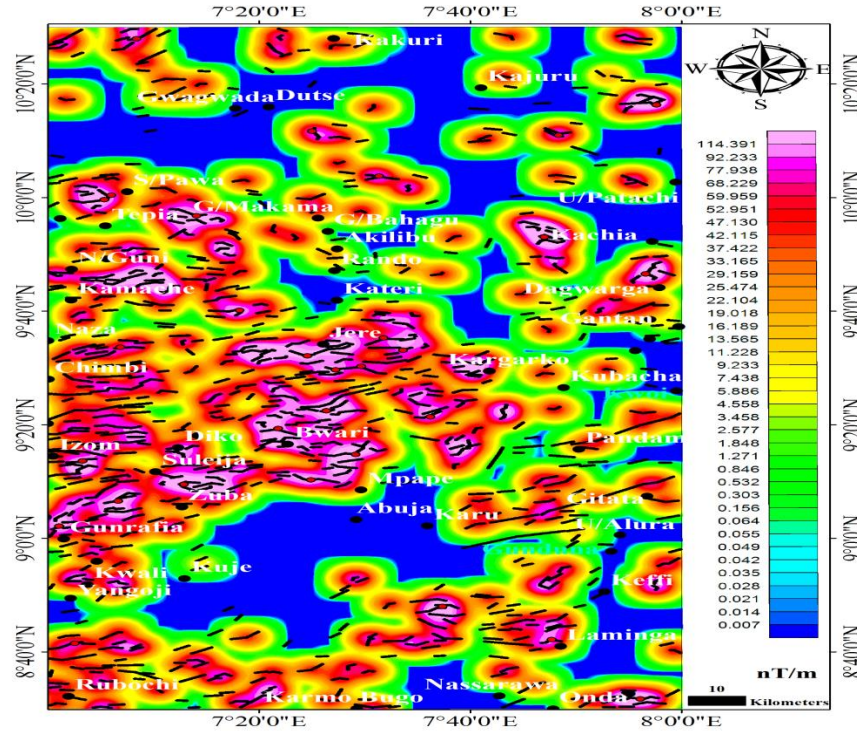 7°20'0"E 7°40'0"E 8°0'0"E
N
W E
S
10°20'0"N 10°20'0"N
10°0'0"N 10°0'0"N
9°40'0"N 9°40'0"N
9°20'0"N 9°20'0"N
9°0'0"N 9°0'0"N
8°40'0"N 8°40'0"N
Kakuri
Kajuru
Gwagwada Dutse
S/Pawa
U/Patachi
G/Makama
Tepia
G/Bahagu
Akilibu
Kachia
Rando
N/Guni
Kamache
Kateri
Dagwarga
Gantao
Naza
Jere
Chimbi
Kargarko
Kubacha
Kwoi
Izom
Diko
Bwari
Pandam
Suleija
Mpape
Zuba
Abuja
Karu
Gitata
Gunrafia
U/Alura
Gunduma
Kwali
Kuje
Keffi
Yangoji
Laminga
Rubochi
Karmo
Bugo
Nassarawa
Onda
114.391
92.233
77.938
68.229
59.959
52.951
47.130
42.115
37.422
33.165
29.159
25.474
22.104
19.018
16.189
13.565
11.228
9.233
7.438
5.886
4.558
3.458
2.577
1.848
1.271
0.846
0.532
0.303
0.156
0.064
0.055
0.049
0.042
0.035
0.028
0.021
0.014
0.007
nT/m
10
Kilometers
7°20'0"E 7°40'0"E 8°0'0"E